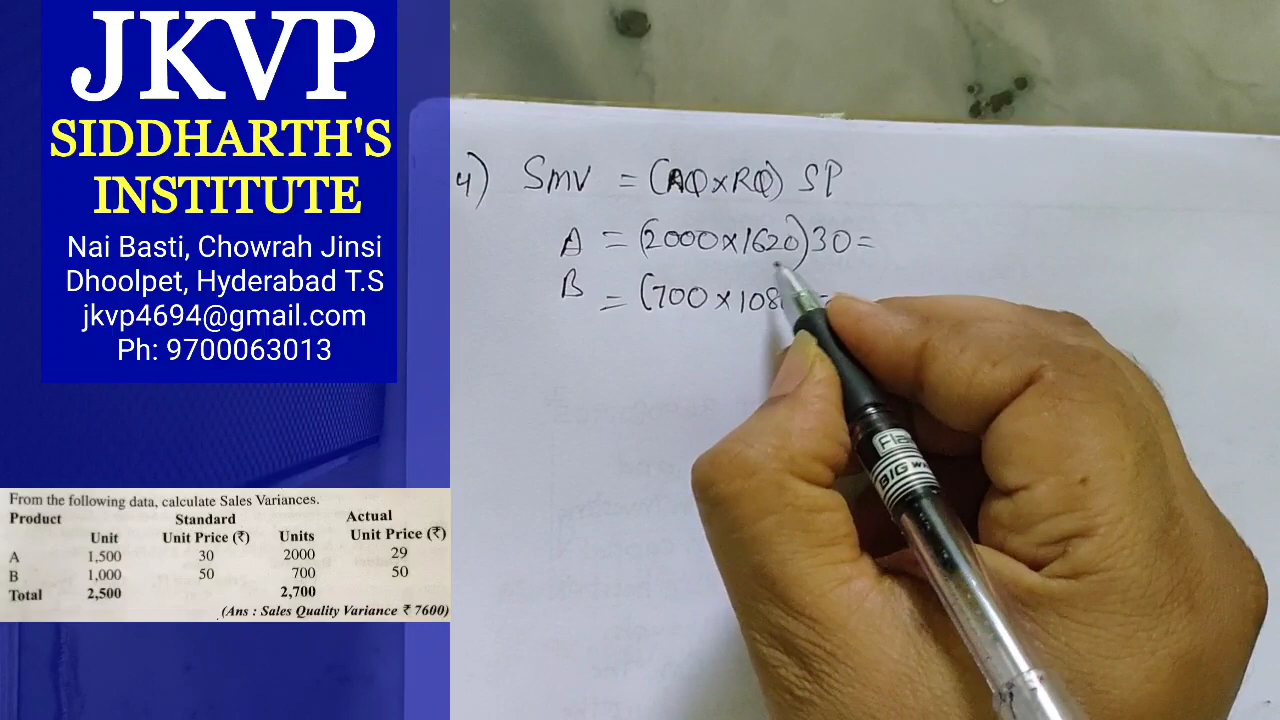 JKVP
SIDDHARTH'S
INSTITUTE
Nai Basti, Chowrah Jinsi
Dhoolpet, Hyderabad T.S
jkvp4694@gmail.com
Ph: 9700063013
From the following data, calculate Sales Variances.
Product Standard Actual
Unit Unit Price (₹) Units Unit Price (₹)
A 1,500 30 2000 29
B 1,000 50 700 50
Total 2,500 2,700
(Ans : Sales Quality Variance ₹ 7600)
4) SMV = (AQ×RQ) SP
A = (2000×1620)30=
B = (700×108